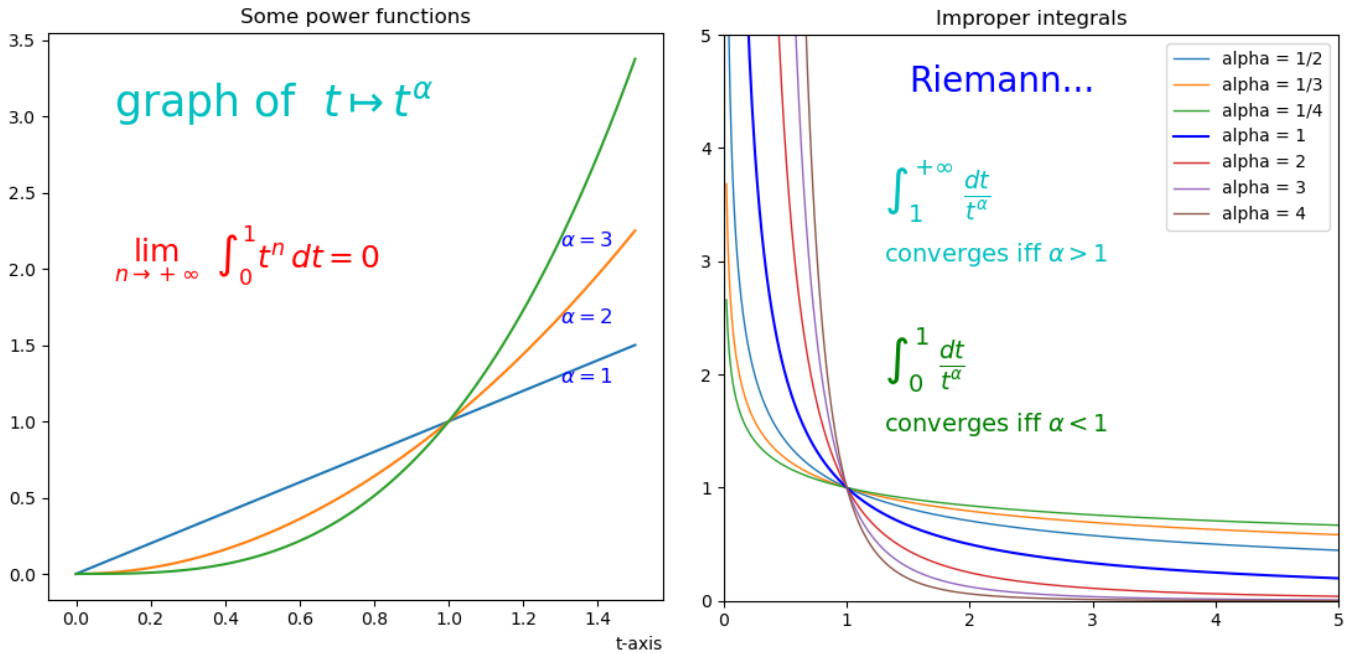 Some power functions
graph of t ↦ t^α
lim n→+∞ ∫_0^1 t^n dt = 0
α = 3
α = 2
α = 1
3.5
3.0
2.5
2.0
1.5
1.0
0.5
0.0
0.0 0.2 0.4 0.6 0.8 1.0 1.2 1.4
t-axis
Improper integrals
Riemann...
alpha = 1/2
alpha = 1/3
alpha = 1/4
alpha = 1
alpha = 2
alpha = 3
alpha = 4
∫_1^{+∞} dt/t^α
converges iff α > 1
∫_0^1 dt/t^α
converges iff α < 1
5
4
3
2
1
0
0 1 2 3 4 5